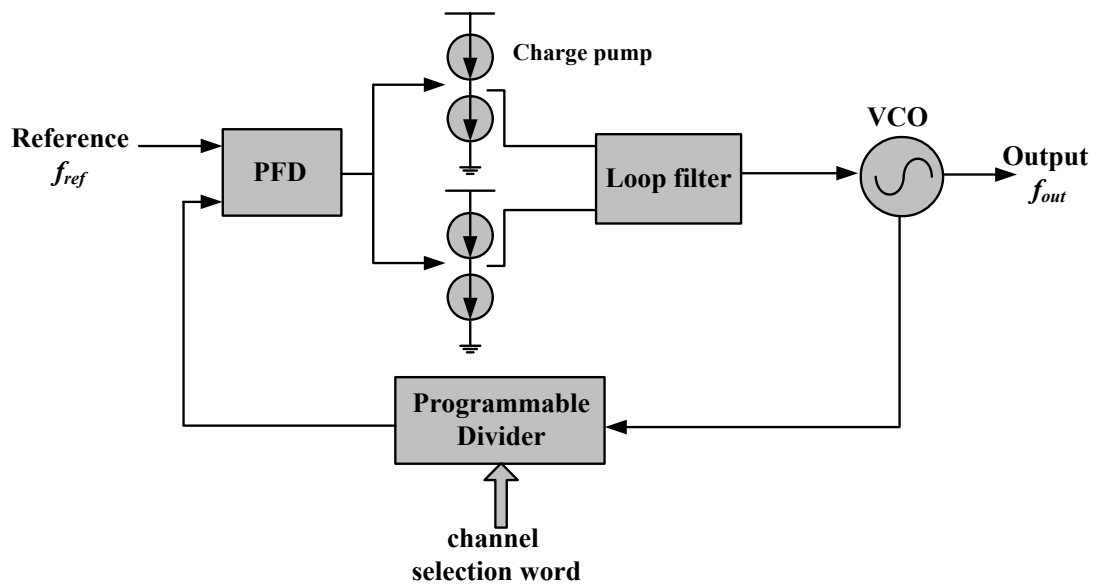 Charge pump
Reference
fref
PFD
Loop filter
VCO
Output
fout
Programmable
Divider
channel
selection word